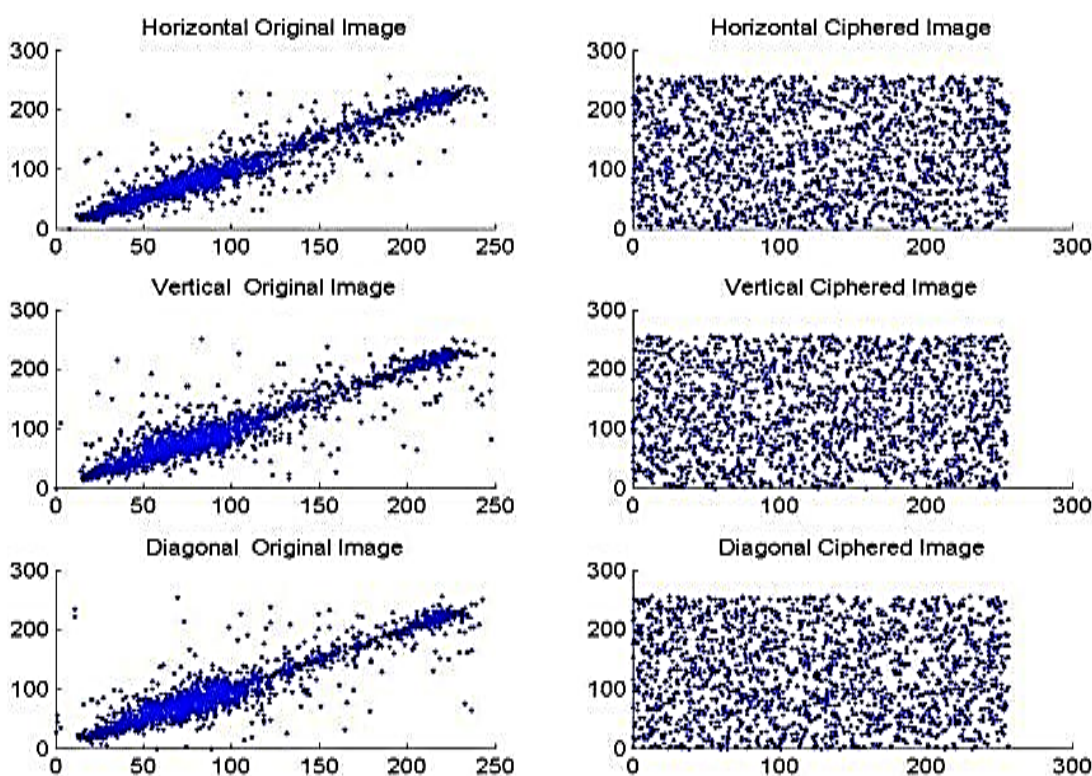 Horizontal Original Image
300
200
100
0
0 50 100 150 200 250
Horizontal Ciphered Image
300
200
100
0
0 100 200 300
Vertical Original Image
300
200
100
0
0 50 100 150 200 250
Vertical Ciphered Image
300
200
100
0
0 100 200 300
Diagonal Original Image
300
200
100
0
0 50 100 150 200 250
Diagonal Ciphered Image
300
200
100
0
0 100 200 300